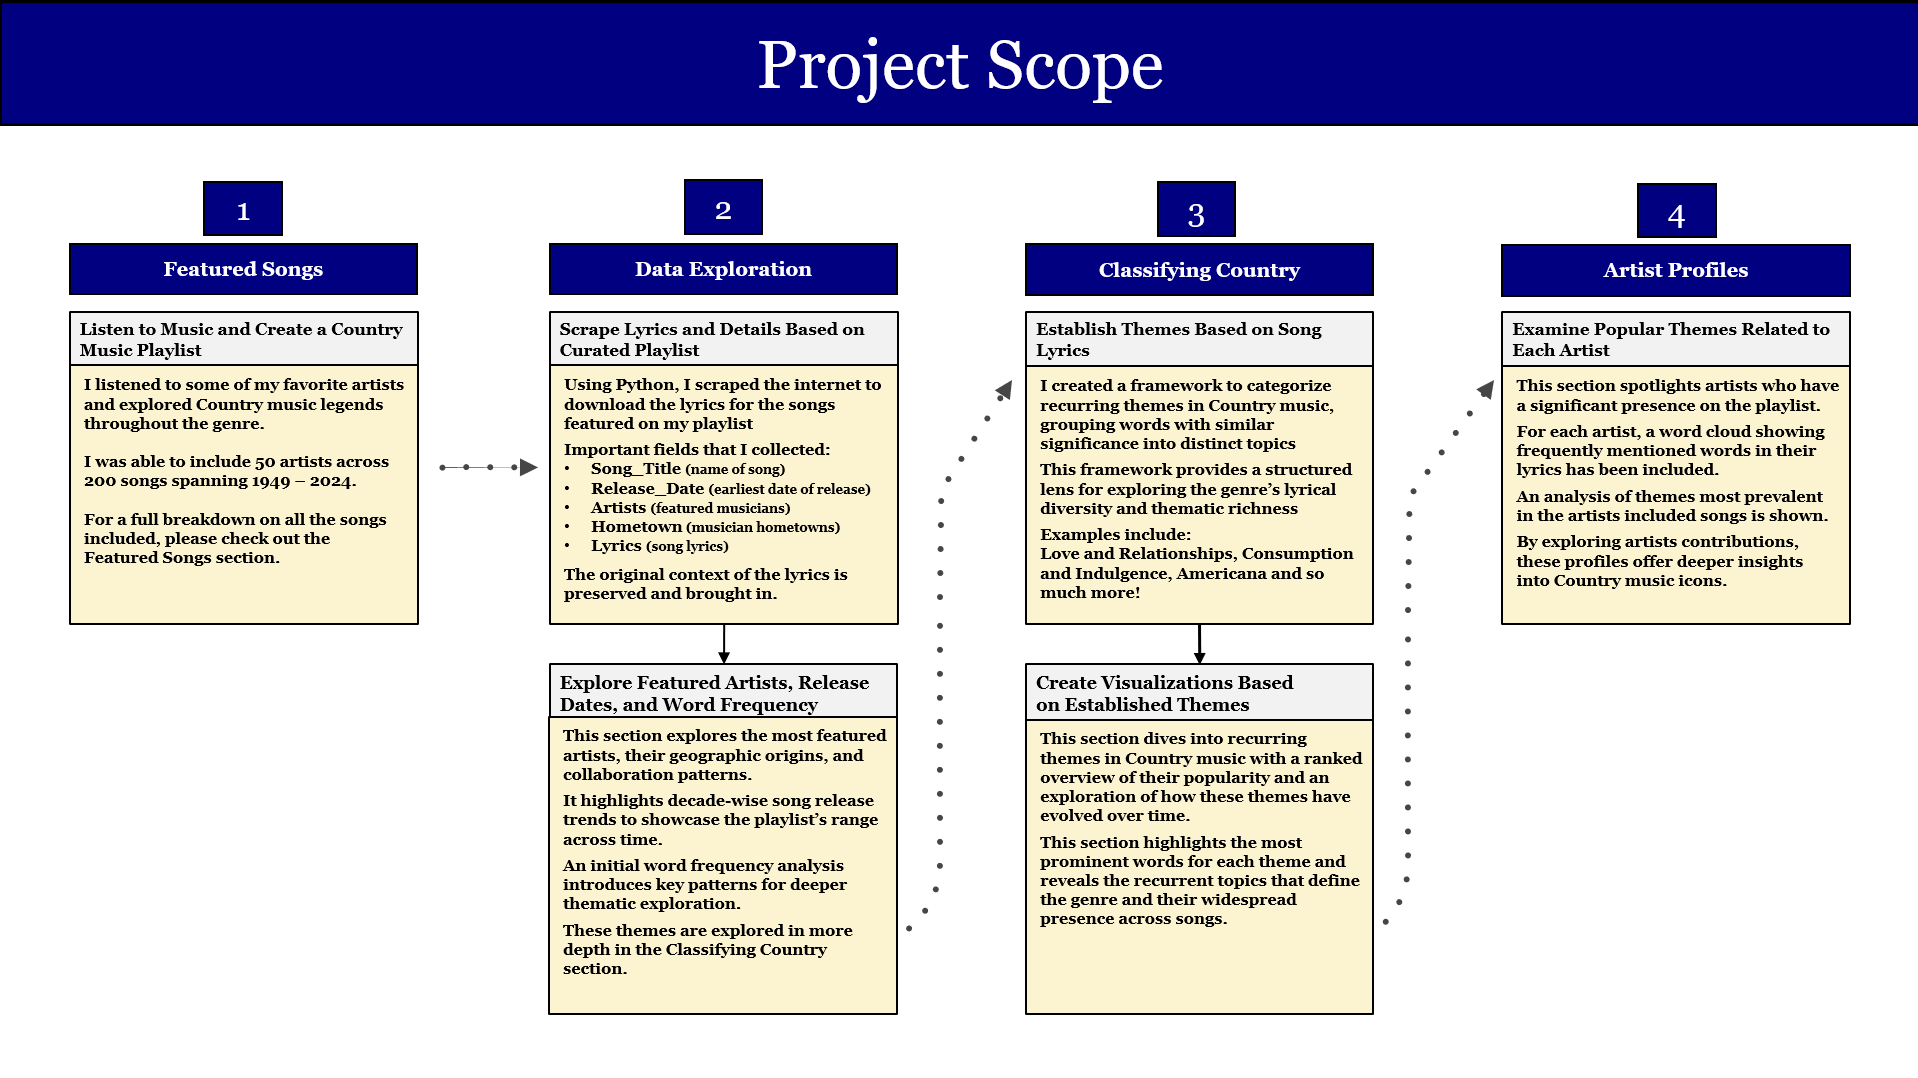 Project Scope
1
Featured Songs
Listen to Music and Create a Country
Music Playlist
I listened to some of my favorite artists
and explored Country music legends
throughout the genre.
I was able to include 50 artists across
200 songs spanning 1949 – 2024.
For a full breakdown on all the songs
included, please check out the
Featured Songs section.
2
Data Exploration
Scrape Lyrics and Details Based on
Curated Playlist
Using Python, I scraped the internet to
download the lyrics for the songs
featured on my playlist
Important fields that I collected:
• Song_Title (name of song)
• Release_Date (earliest date of release)
• Artists (featured musicians)
• Hometown (musician hometowns)
• Lyrics (song lyrics)
The original context of the lyrics is
preserved and brought in.
Explore Featured Artists, Release
Dates, and Word Frequency
This section explores the most featured
artists, their geographic origins, and
collaboration patterns.
It highlights decade-wise song release
trends to showcase the playlist’s range
across time.
An initial word frequency analysis
introduces key patterns for deeper
thematic exploration.
These themes are explored in more
depth in the Classifying Country
section.
3
Classifying Country
Establish Themes Based on Song
Lyrics
I created a framework to categorize
recurring themes in Country music,
grouping words with similar
significance into distinct topics
This framework provides a structured
lens for exploring the genre’s lyrical
diversity and thematic richness
Examples include:
Love and Relationships, Consumption
and Indulgence, Americana and so
much more!
Create Visualizations Based
on Established Themes
This section dives into recurring
themes in Country music with a ranked
overview of their popularity and an
exploration of how these themes have
evolved over time.
This section highlights the most
prominent words for each theme and
reveals the recurrent topics that define
the genre and their widespread
presence across songs.
4
Artist Profiles
Examine Popular Themes Related to
Each Artist
This section spotlights artists who have
a significant presence on the playlist.
For each artist, a word cloud showing
frequently mentioned words in their
lyrics has been included.
An analysis of themes most prevalent
in the artists included songs is shown.
By exploring artists contributions,
these profiles offer deeper insights
into Country music icons.